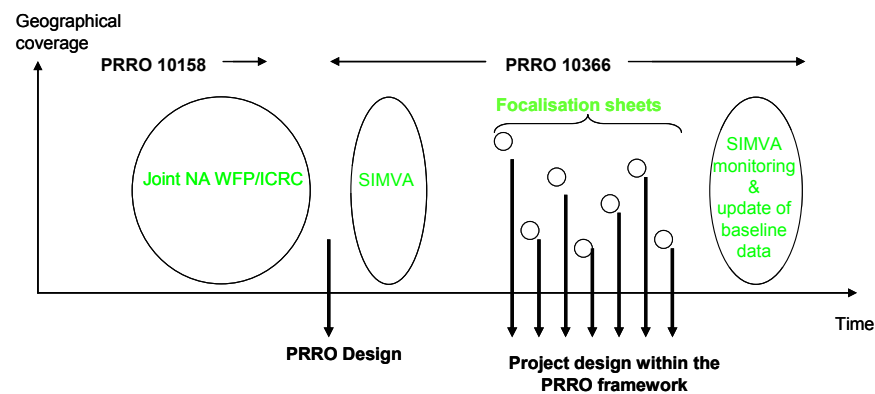 Geographical
coverage
PRRO 10158
PRRO 10366
Focalisation sheets
Joint NA WFP/ICRC
SIMVA
SIMVA
monitoring
&
update of
baseline
data
Time
PRRO Design
Project design within the
PRRO framework